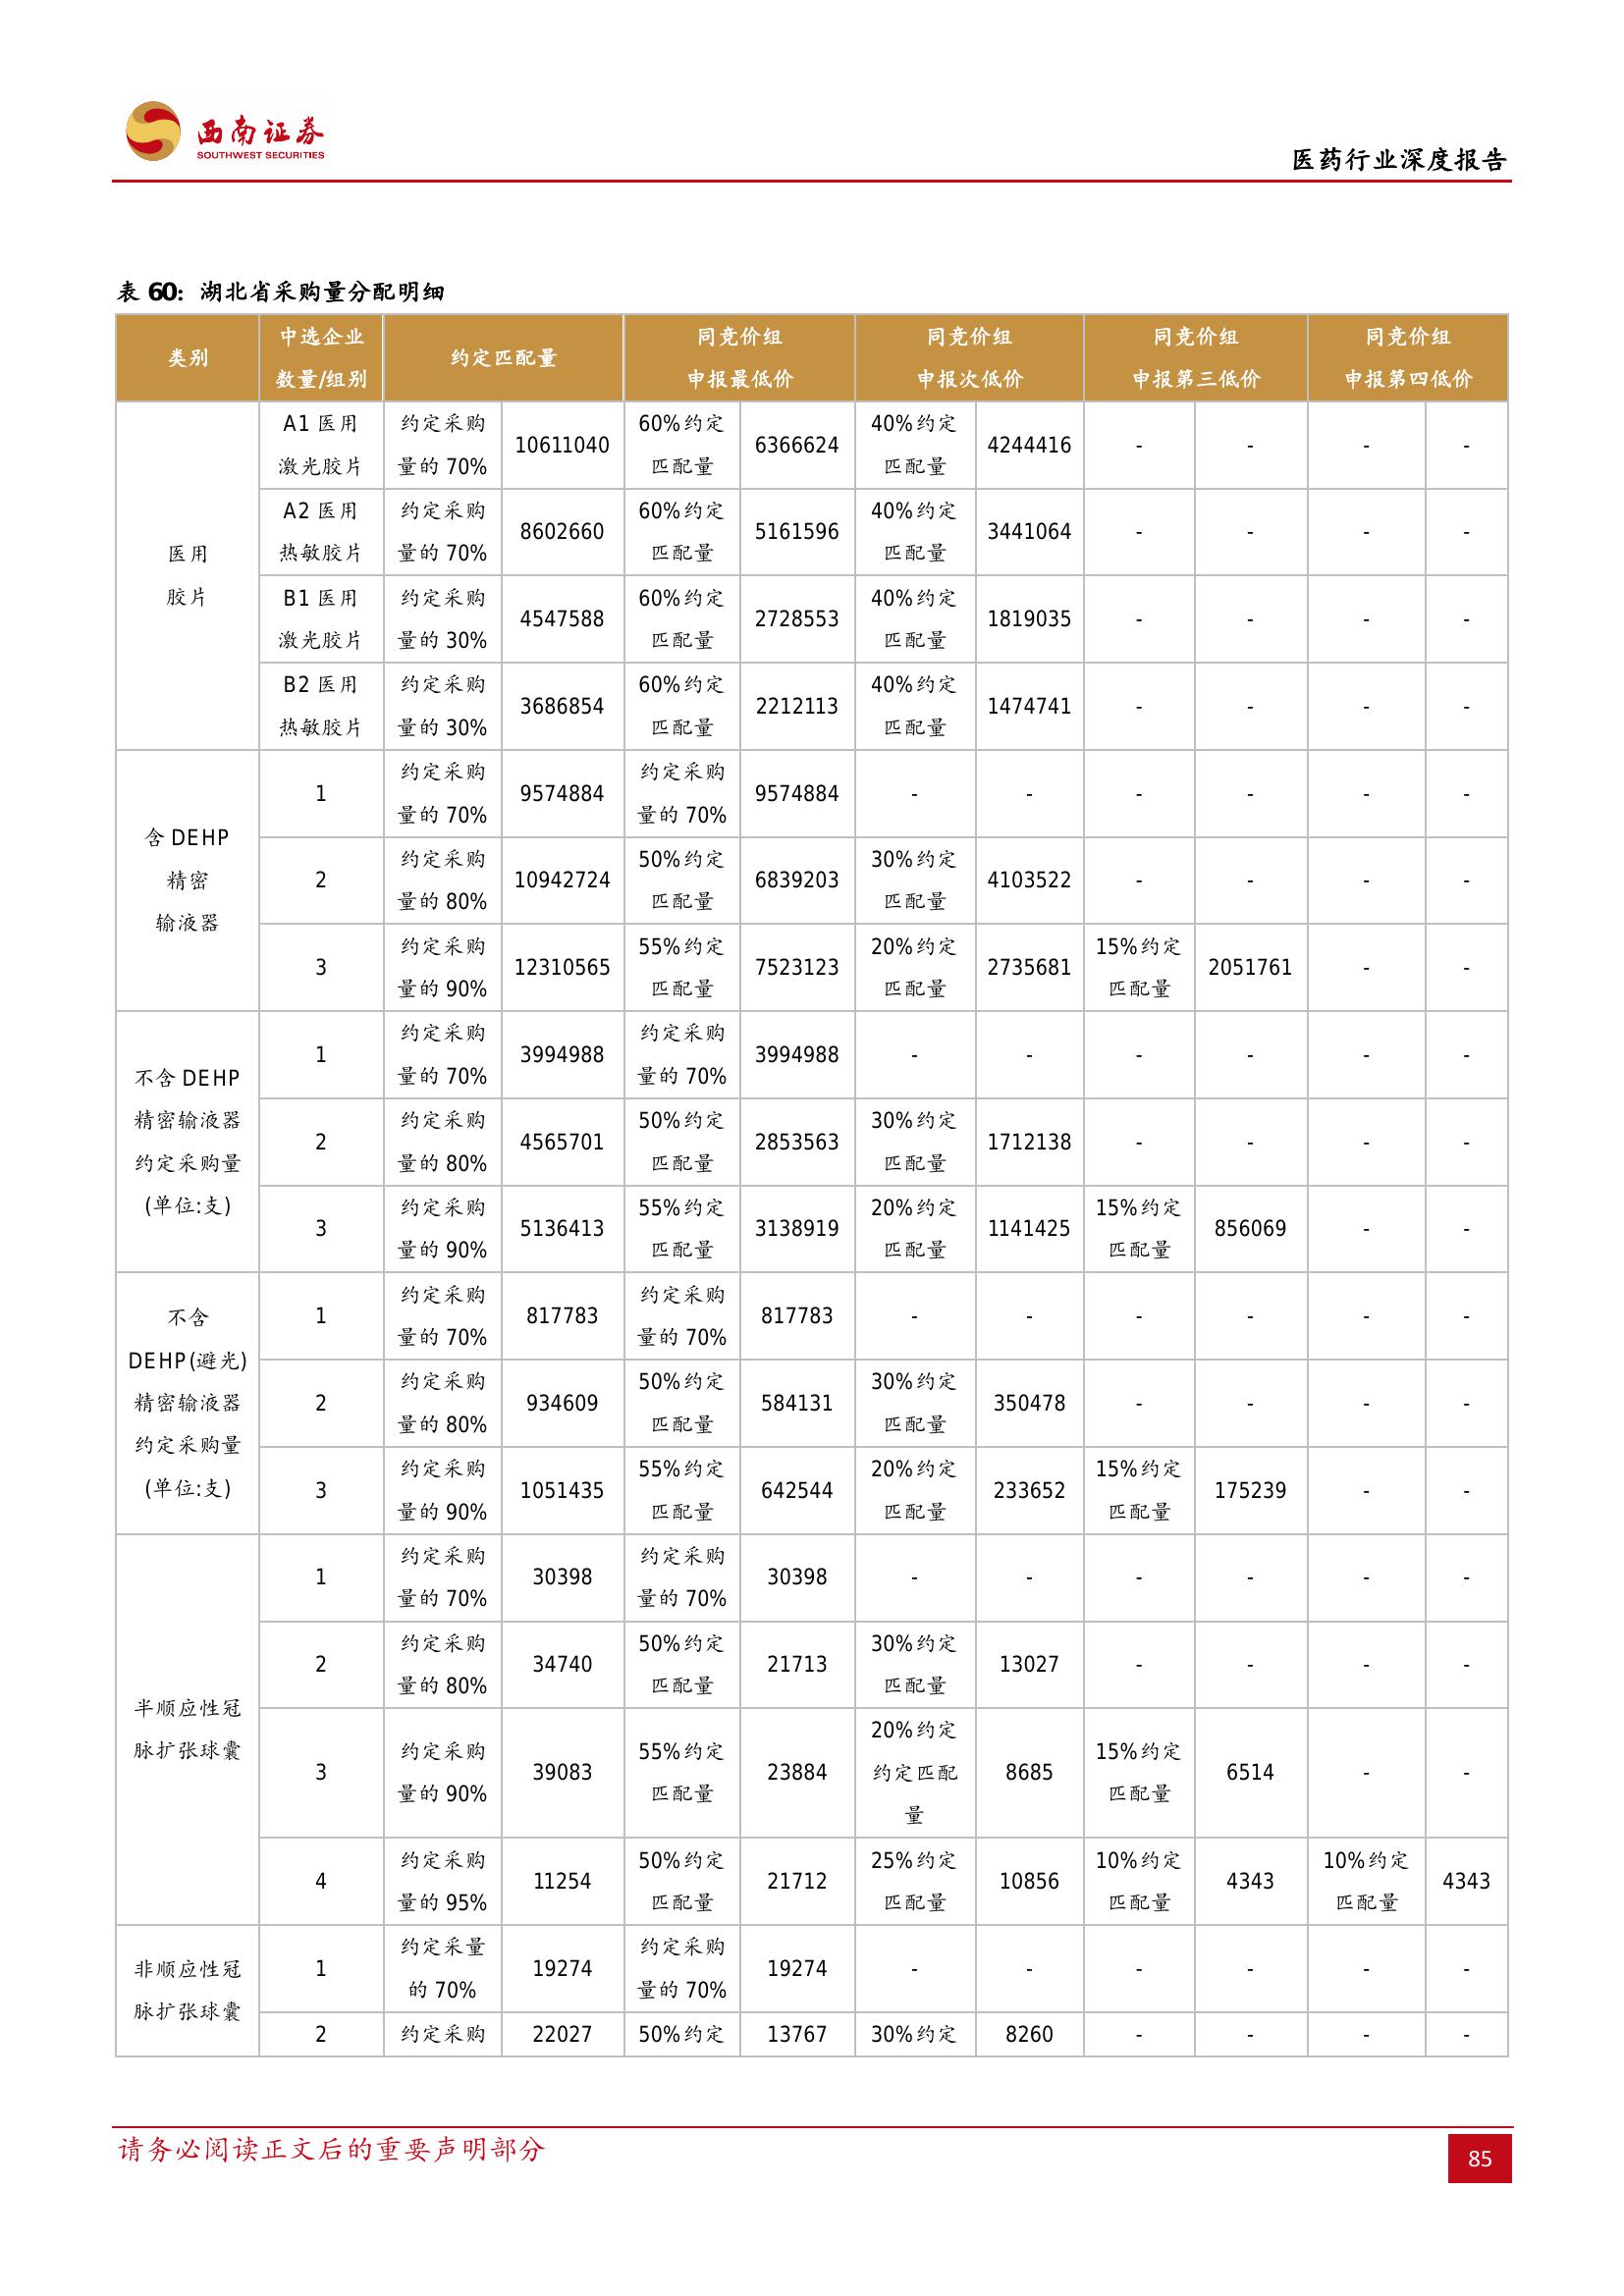 西南证券
SOUTHWEST SECURITIES
医药行业深度报告
表 60：湖北省采购量分配明细
类别 中选企业数量/组别 约定匹配量 同竞价组申报最低价 同竞价组申报次低价 同竞价组申报第三低价 同竞价组申报第四低价
医用胶片 A1 医用激光胶片 约定采购量的 70% 10611040 60%约定匹配量 6366624 40%约定匹配量 4244416 - - - -
A2 医用热敏胶片 约定采购量的 70% 8602660 60%约定匹配量 5161596 40%约定匹配量 3441064 - - - -
B1 医用激光胶片 约定采购量的 30% 4547588 60%约定匹配量 2728553 40%约定匹配量 1819035 - - - -
B2 医用热敏胶片 约定采购量的 30% 3686854 60%约定匹配量 2212113 40%约定匹配量 1474741 - - - -
含 DEHP 精密输液器 1 约定采购量的 70% 9574884 约定采购量的 70% 9574884 - - - - - -
2 约定采购量的 80% 10942724 50%约定匹配量 6839203 30%约定匹配量 4103522 - - - -
3 约定采购量的 90% 12310565 55%约定匹配量 7523123 20%约定匹配量 2735681 15%约定匹配量 2051761 - -
不含 DEHP 精密输液器约定采购量(单位:支) 1 约定采购量的 70% 3994988 约定采购量的 70% 3994988 - - - - - -
2 约定采购量的 80% 4565701 50%约定匹配量 2853563 30%约定匹配量 1712138 - - - -
3 约定采购量的 90% 5136413 55%约定匹配量 3138919 20%约定匹配量 1141425 15%约定匹配量 856069 - -
不含 DEHP(避光)精密输液器约定采购量(单位:支) 1 约定采购量的 70% 817783 约定采购量的 70% 817783 - - - - - -
2 约定采购量的 80% 934609 50%约定匹配量 584131 30%约定匹配量 350478 - - - -
3 约定采购量的 90% 1051435 55%约定匹配量 642544 20%约定匹配量 233652 15%约定匹配量 175239 - -
半顺应性冠脉扩张球囊 1 约定采购量的 70% 30398 约定采购量的 70% 30398 - - - - - -
2 约定采购量的 80% 34740 50%约定匹配量 21713 30%约定匹配量 13027 - - - -
3 约定采购量的 90% 39083 55%约定匹配量 23884 20%约定约定匹配量 8685 15%约定匹配量 6514 - -
4 约定采购量的 95% 11254 50%约定匹配量 21712 25%约定匹配量 10856 10%约定匹配量 4343 10%约定匹配量 4343
非顺应性冠脉扩张球囊 1 约定采量的 70% 19274 约定采购量的 70% 19274 - - - - - -
2 约定采购 22027 50%约定 13767 30%约定 8260 - - - -
请务必阅读正文后的重要声明部分
85